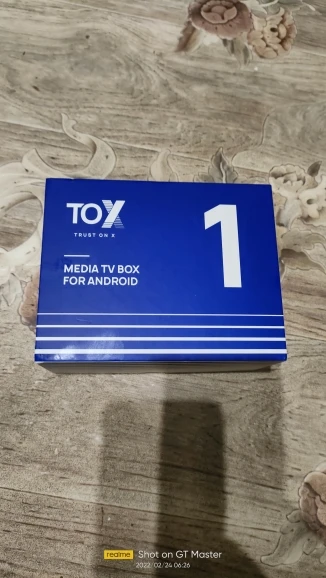 TOX
TRUST ON X
1
MEDIA TV BOX
FOR ANDROID
realme Shot on GT Master
2022/02/24 06:26